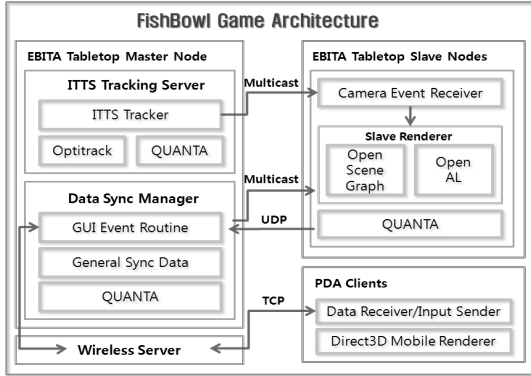 FishBowl Game Architecture
EBITA Tabletop Master Node
ITTS Tracking Server
ITTS Tracker
Optitrack
QUANTA
Data Sync Manager
GUI Event Routine
General Sync Data
QUANTA
Wireless Server
Multicast
Multicast
UDP
TCP
EBITA Tabletop Slave Nodes
Camera Event Receiver
Slave Renderer
Open
Scene
Graph
Open
AL
QUANTA
PDA Clients
Data Receiver/Input Sender
Direct3D Mobile Renderer